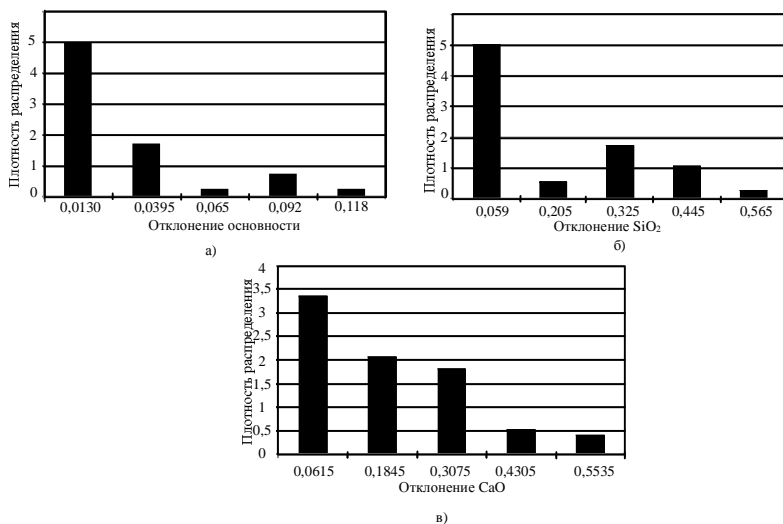 Плотность распределения
5
4
3
2
1
0
0,0130 0,0395 0,065 0,092 0,118
Отклонение основности
а)
Плотность распределения
5
4
3
2
1
0
0,059 0,205 0,325 0,445 0,565
Отклонение SiO₂
б)
Плотность распределения
4
3,5
3
2,5
2
1,5
1
0,5
0
0,0615 0,1845 0,3075 0,4305 0,5535
Отклонение CaO
в)